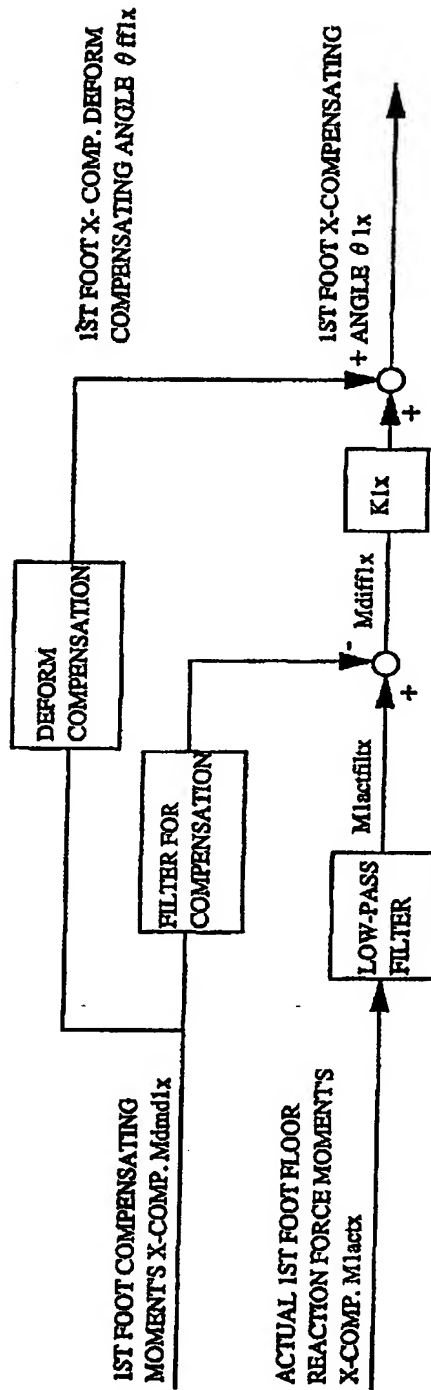 1ST FOOT COMPENSATING
MOMENT'S X-COMP. Mdmd1x
ACTUAL 1ST FOOT FLOOR
REACTION FORCE MOMENT'S
X-COMP. M1actx
DEFORM
COMPENSATION
FILTER FOR
COMPENSATION
LOW-PASS
FILTER
M1actfiltx
+
-
Mdiff1x
K1x
+
1ST FOOT X- COMP. DEFORM
COMPENSATING ANGLE θ ff1x
1ST FOOT X-COMPENSATING
+ ANGLE θ 1x